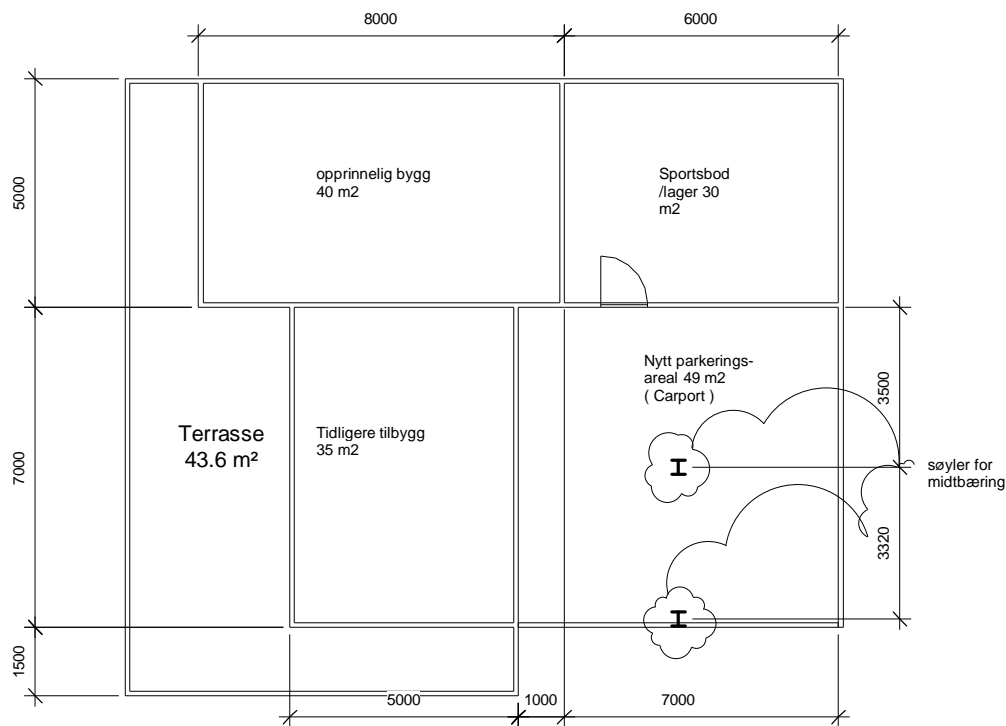 8000
6000
5000
opprinnelig bygg
40 m2
Sportsbod
/lager 30
m2
Nytt parkerings-
areal 49 m2
( Carport )
3500
Terrasse
43.6 m²
Tidligere tilbygg
35 m2
7000
søyler for
midtbæring
3320
1500
5000
1000
7000